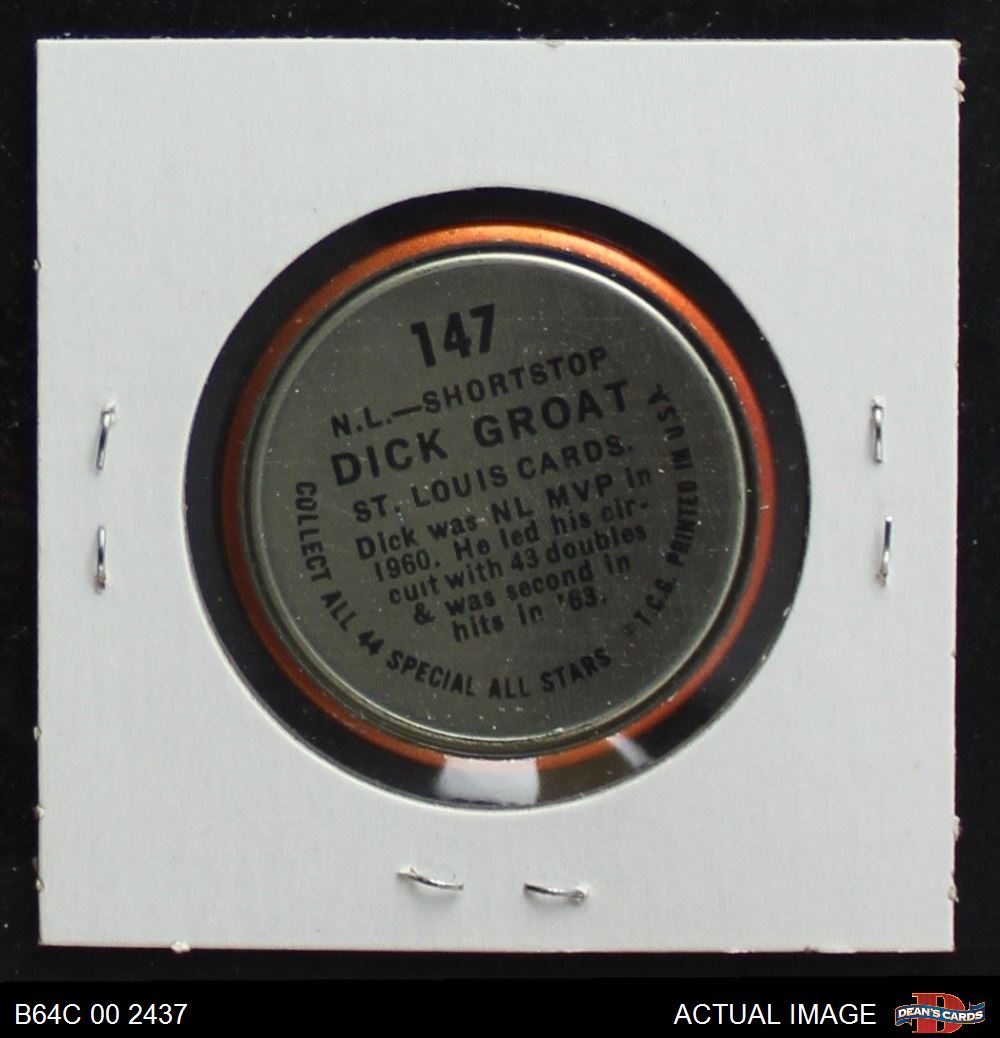 147
N.L.—SHORTSTOP
DICK GROAT
ST. LOUIS CARDS.
Dick was NL MVP in
1960. He led his cir-
cuit with 43 doubles
& was second in
hits in '63.
COLLECT ALL 44 SPECIAL ALL STARS
©T.C.G. PRINTED IN U.S.A.
B64C 00 2437
ACTUAL IMAGE
DEAN'S CARDS